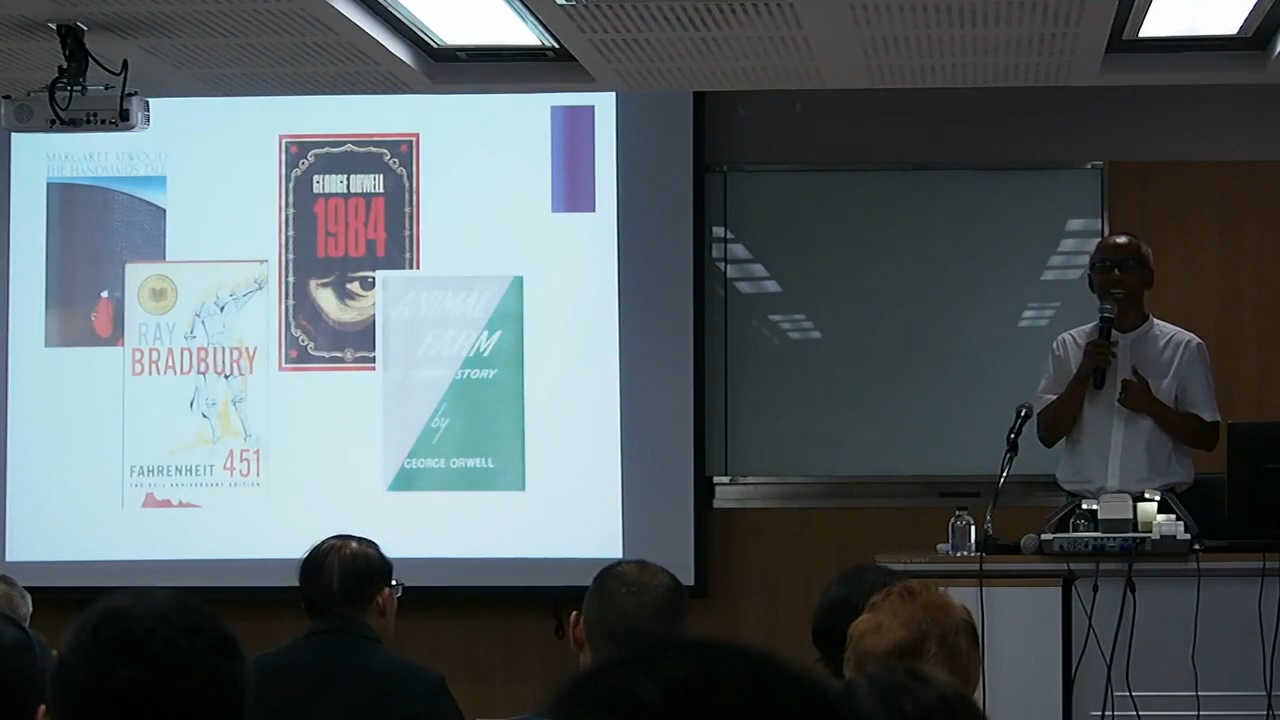 MARGARET ATWOOD
THE HANDMAID'S TALE
RAY
BRADBURY
FAHRENHEIT 451
GEORGE ORWELL
1984
ANIMAL
FARM
STORY
by
GEORGE ORWELL